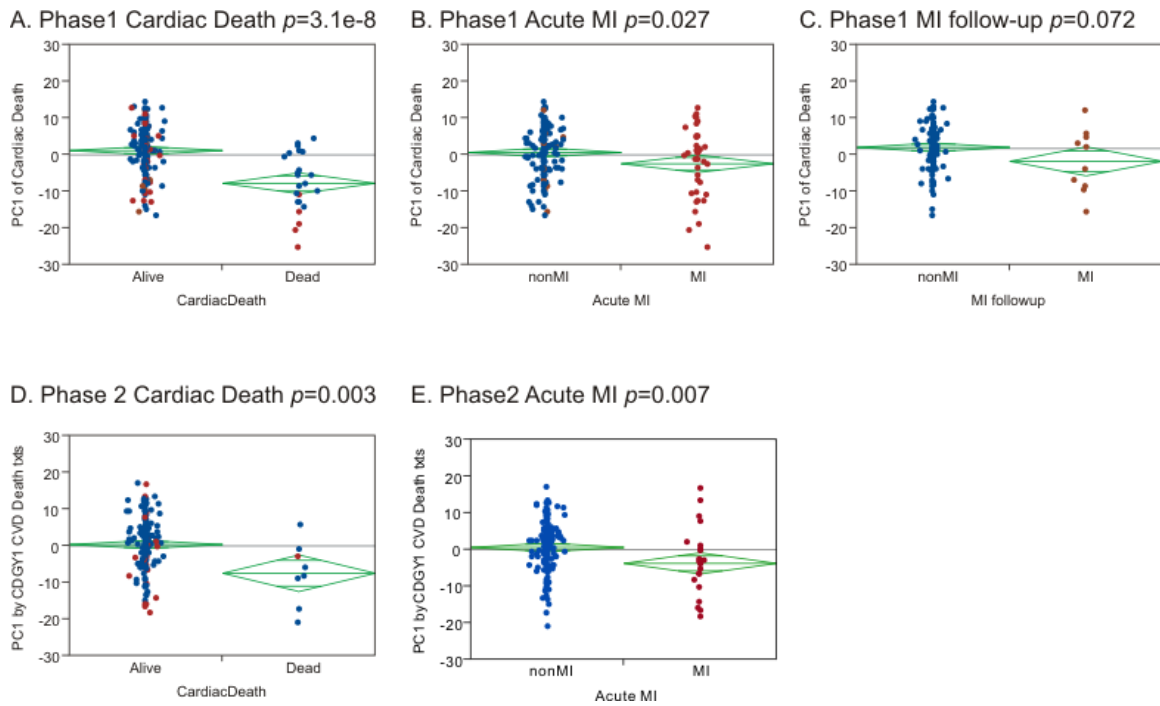 A. Phase1 Cardiac Death p=3.1e-8
PC1 of Cardiac Death
30
20
10
0
-10
-20
-30
Alive
Dead
CardiacDeath
B. Phase1 Acute MI p=0.027
PC1 of Cardiac Death
30
20
10
0
-10
-20
-30
nonMI
MI
Acute MI
C. Phase1 MI follow-up p=0.072
PC1 of Cardiac Death
30
20
10
0
-10
-20
-30
nonMI
MI
MI followup
D. Phase 2 Cardiac Death p=0.003
PC1 by CDGY1 CVD Death txts
30
20
10
0
-10
-20
-30
Alive
Dead
CardiacDeath
E. Phase2 Acute MI p=0.007
PC1 by CDGY1 CVD Death txts
30
20
10
0
-10
-20
-30
nonMI
MI
Acute MI